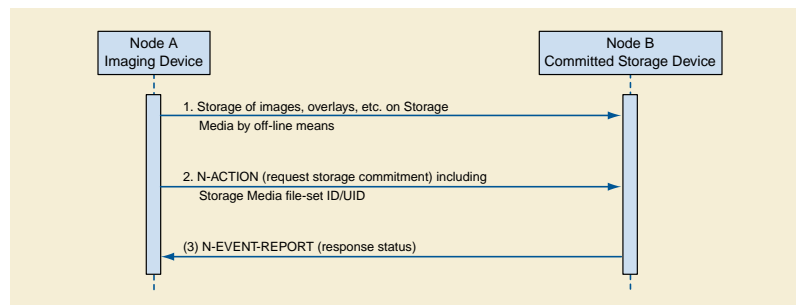 Node A
Imaging Device
Node B
Committed Storage Device
1. Storage of images, overlays, etc. on Storage
Media by off-line means
2. N-ACTION (request storage commitment) including
Storage Media file-set ID/UID
(3) N-EVENT-REPORT (response status)